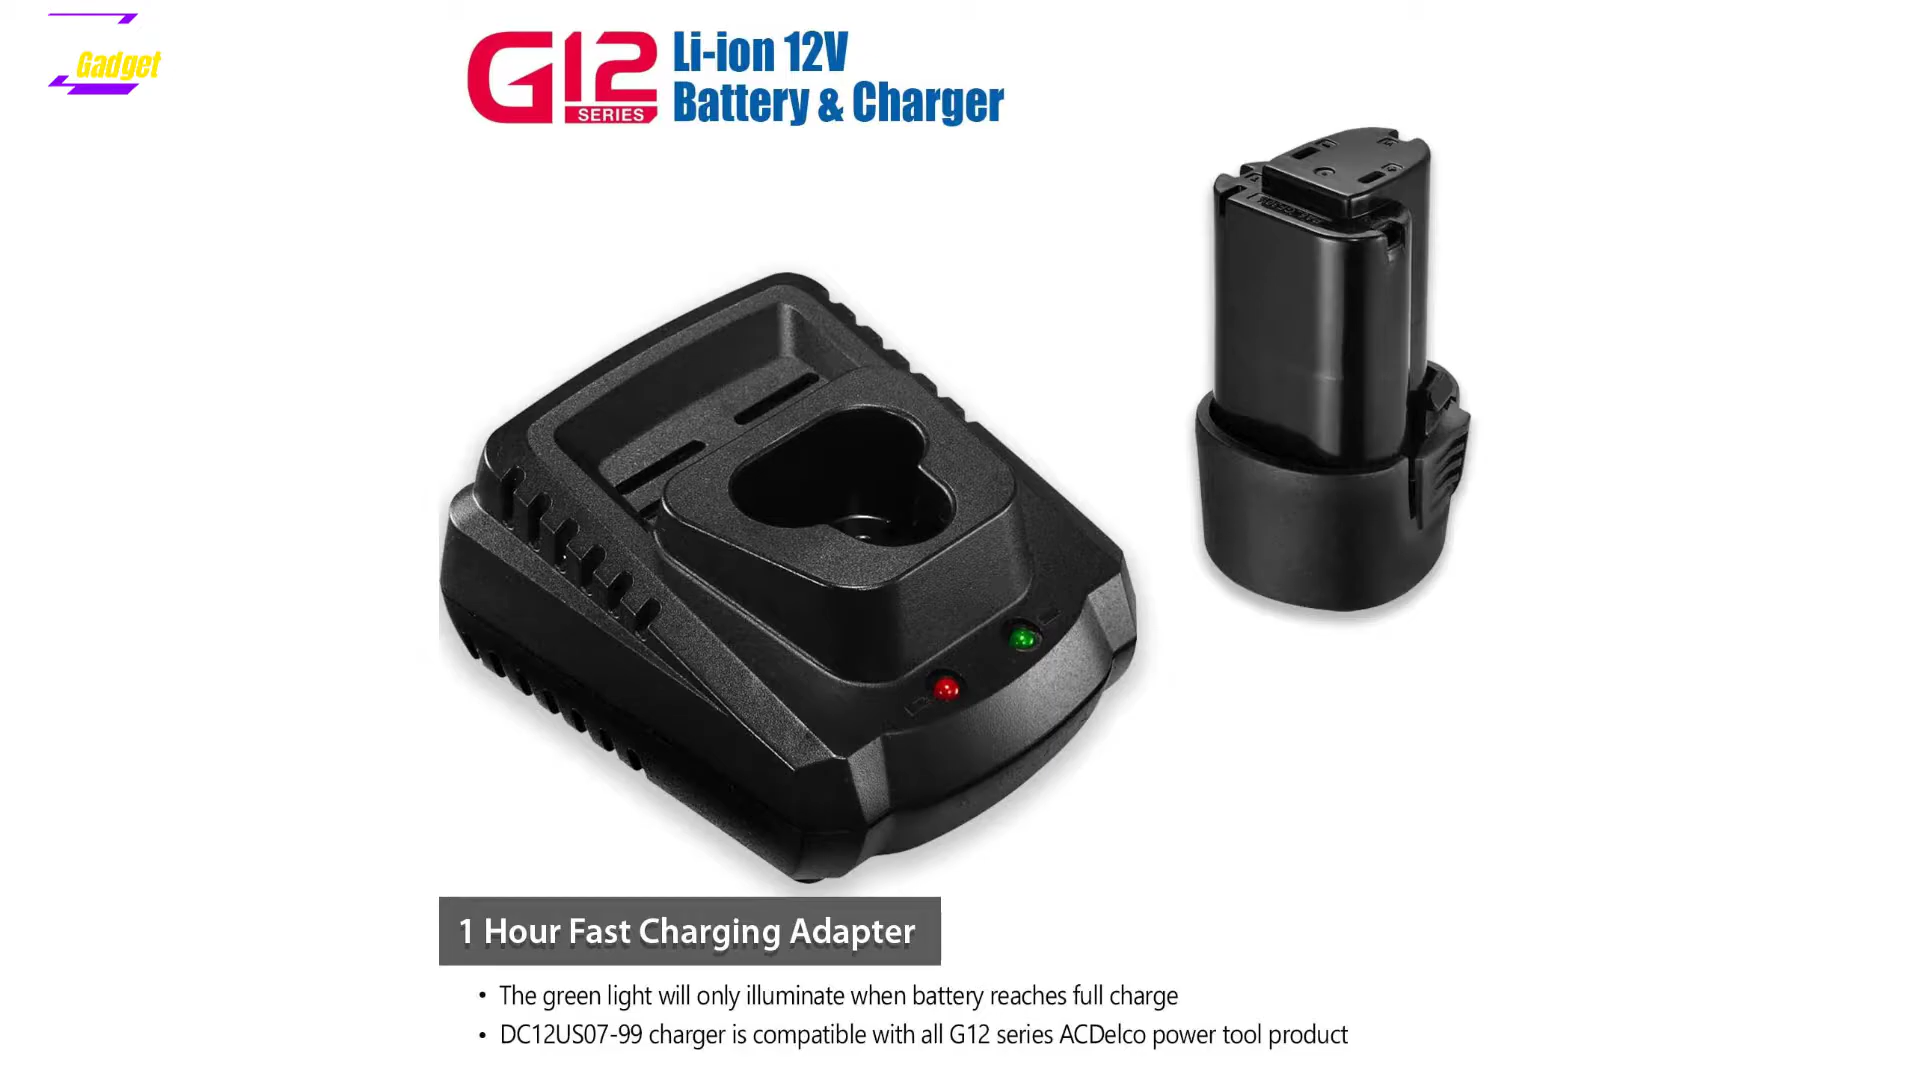 Gadget
G12
SERIES
Li-ion 12V
Battery & Charger
1 Hour Fast Charging Adapter
• The green light will only illuminate when battery reaches full charge
• DC12US07-99 charger is compatible with all G12 series ACDelco power tool product